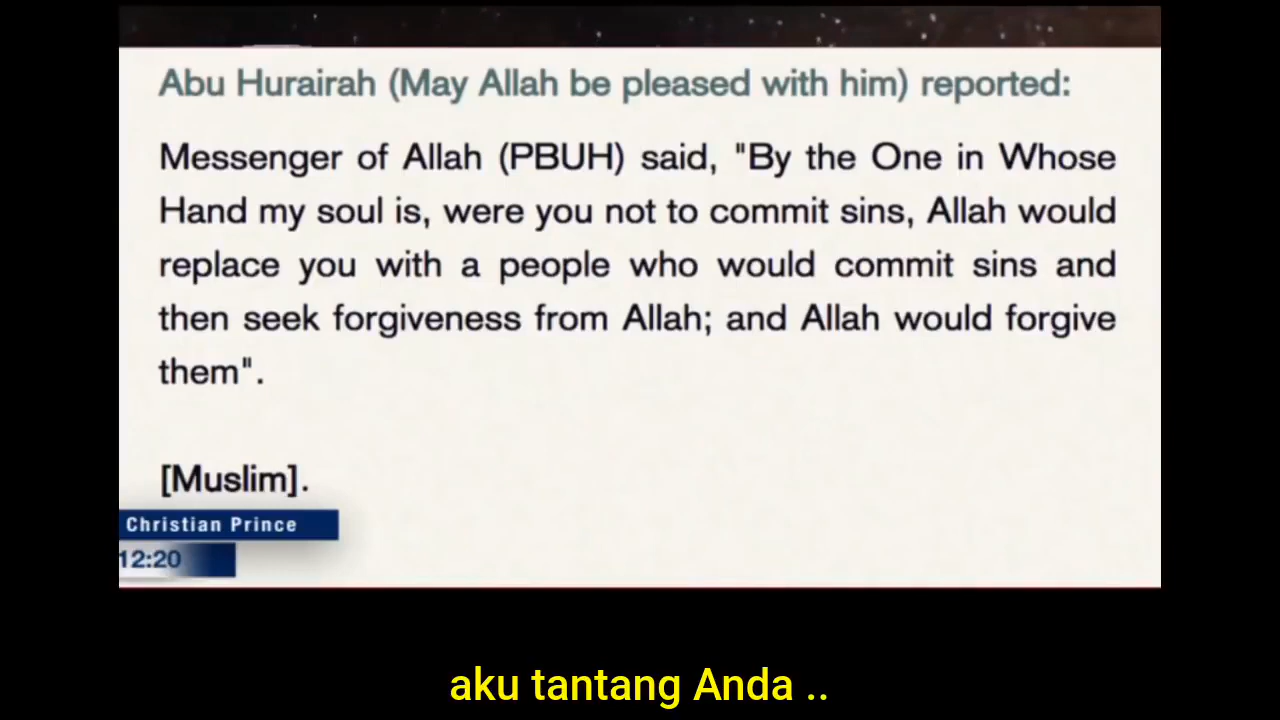 Abu Hurairah (May Allah be pleased with him) reported:
Messenger of Allah (PBUH) said, "By the One in Whose
Hand my soul is, were you not to commit sins, Allah would
replace you with a people who would commit sins and
then seek forgiveness from Allah; and Allah would forgive
them".
[Muslim].
Christian Prince
12:20
aku tantang Anda ..